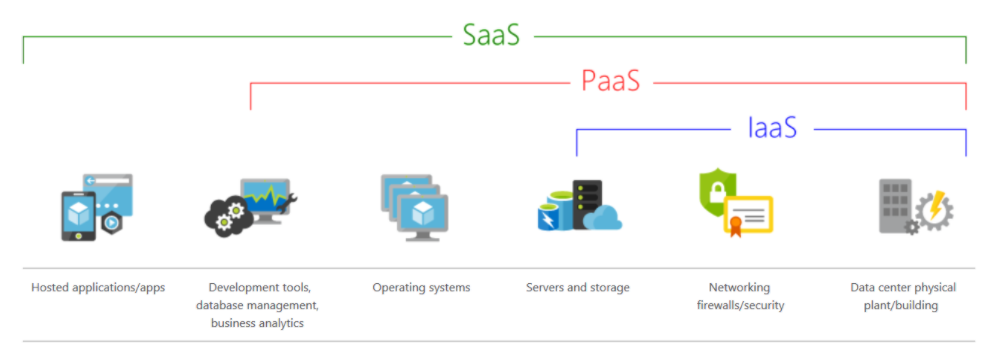 SaaS
PaaS
IaaS
Hosted applications/apps
Development tools,
database management,
business analytics
Operating systems
Servers and storage
Networking
firewalls/security
Data center physical
plant/building